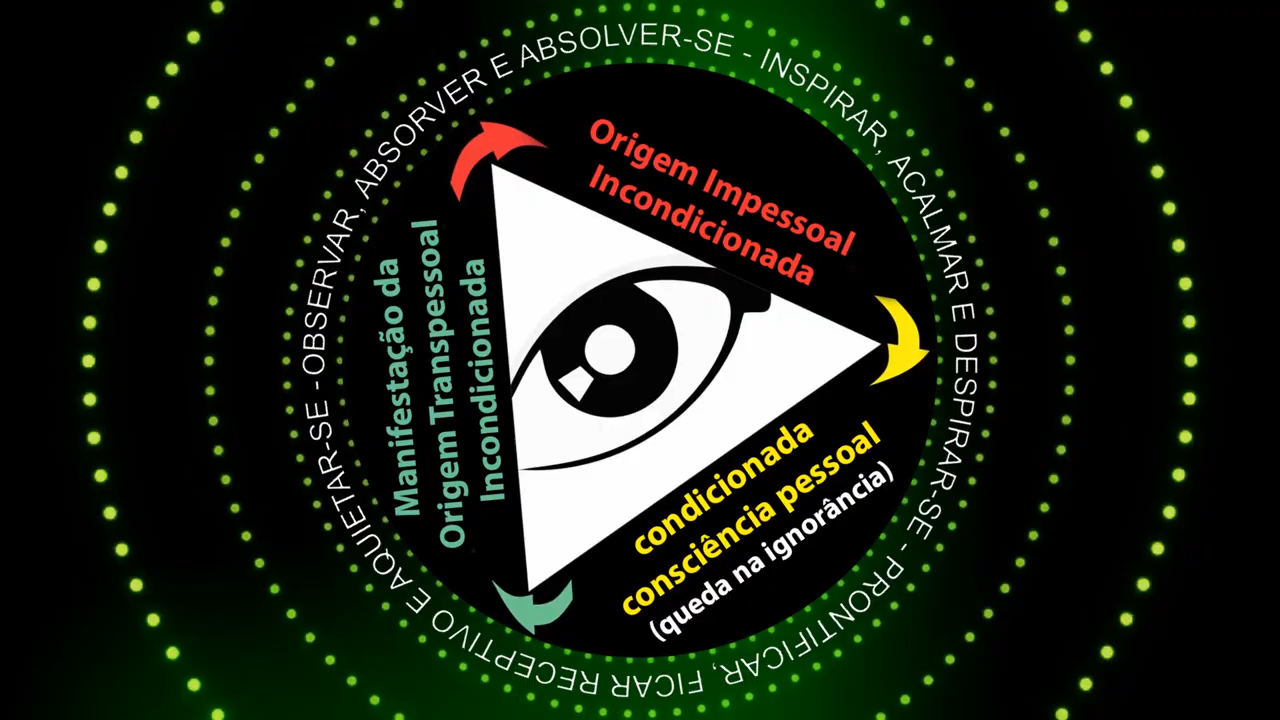 OBSERVAR, ABSORVER E ABSOLVER-SE - INSPIRAR, ACALMAR E DESPIRAR-SE - PRONTIFICAR, FICAR RECEPTIVO E AQUIETAR-SE -
Origem Impessoal
Incondicionada
condicionada
consciência pessoal
(queda na ignorância)
Manifestação da
Origem Transpessoal
Incondicionada